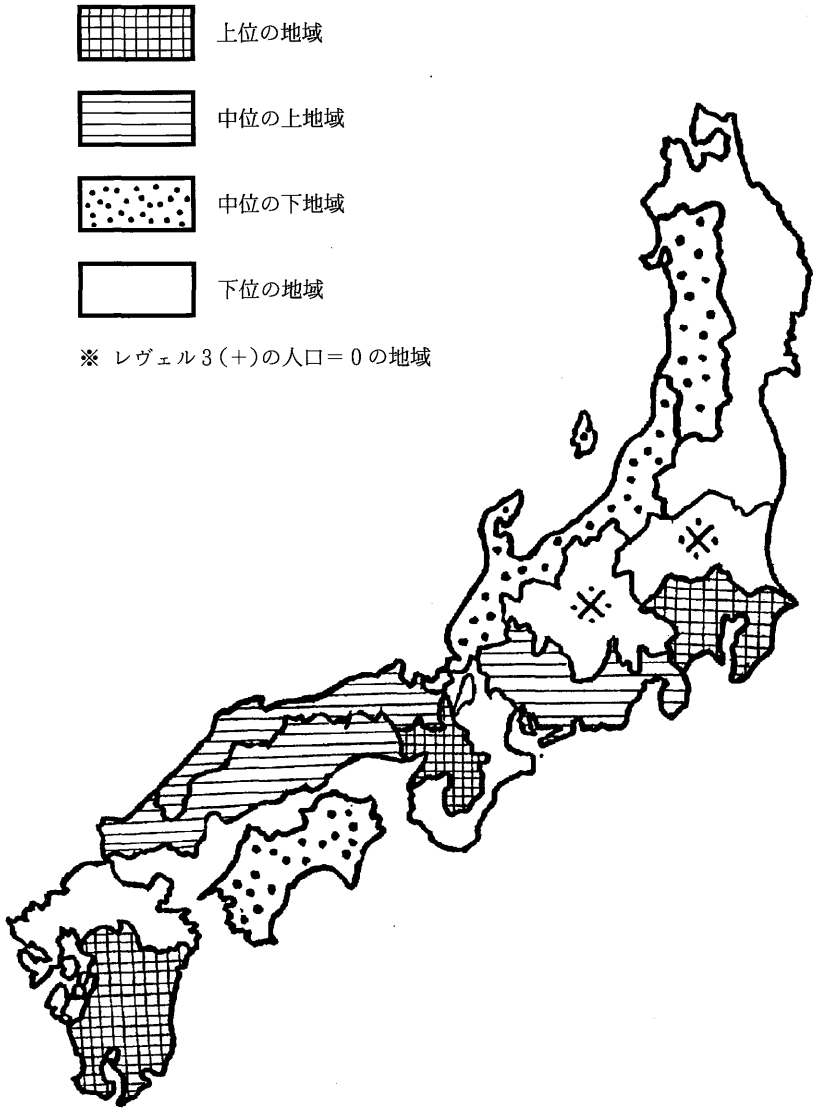 上位の地域
中位の上地域
中位の下地域
下位の地域
※ レヴェル3(+)の人口=0の地域
※
※